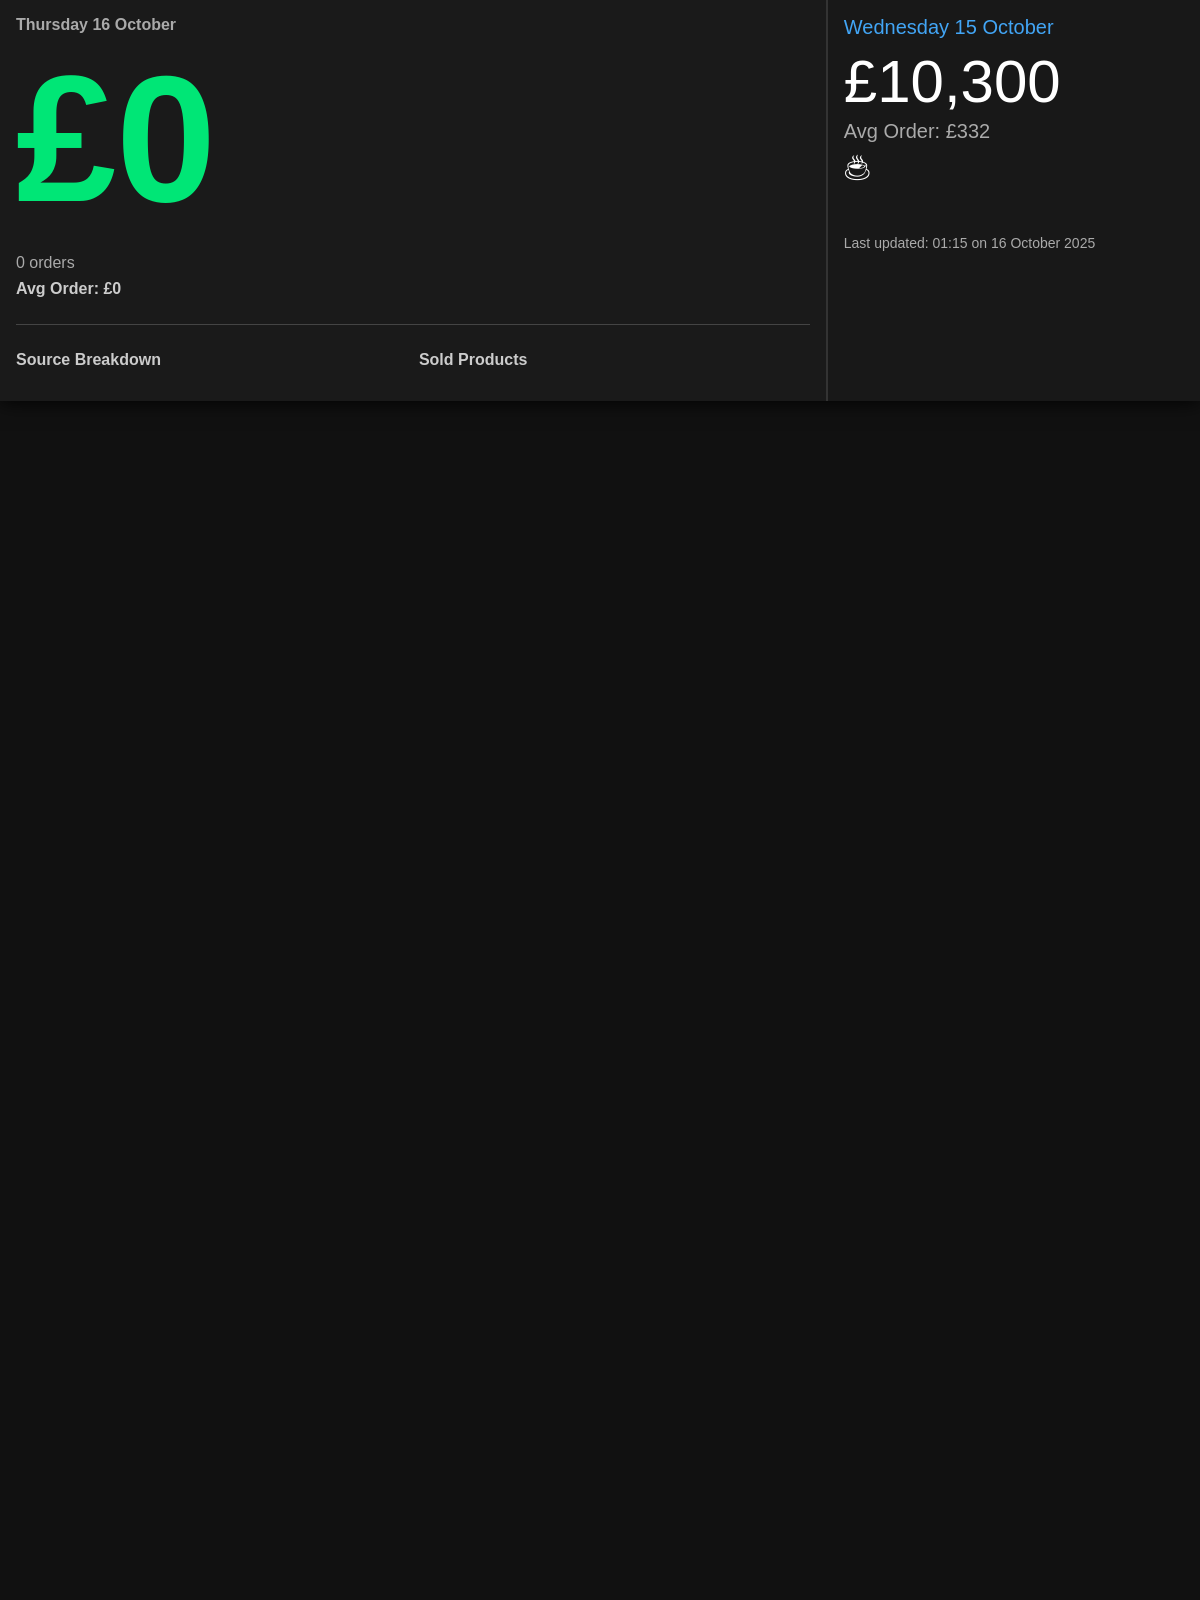 Thursday 16 October
£0
0 orders
Avg Order: £0
Source Breakdown
Sold Products
Wednesday 15 October
£10,300
Avg Order: £332
☕
Last updated: 01:15 on 16 October 2025